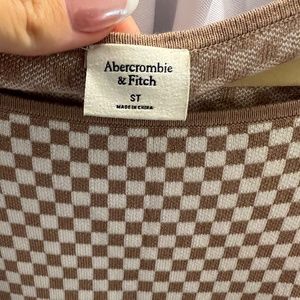 Abercrombie
& Fitch
ST
MADE IN CHINA